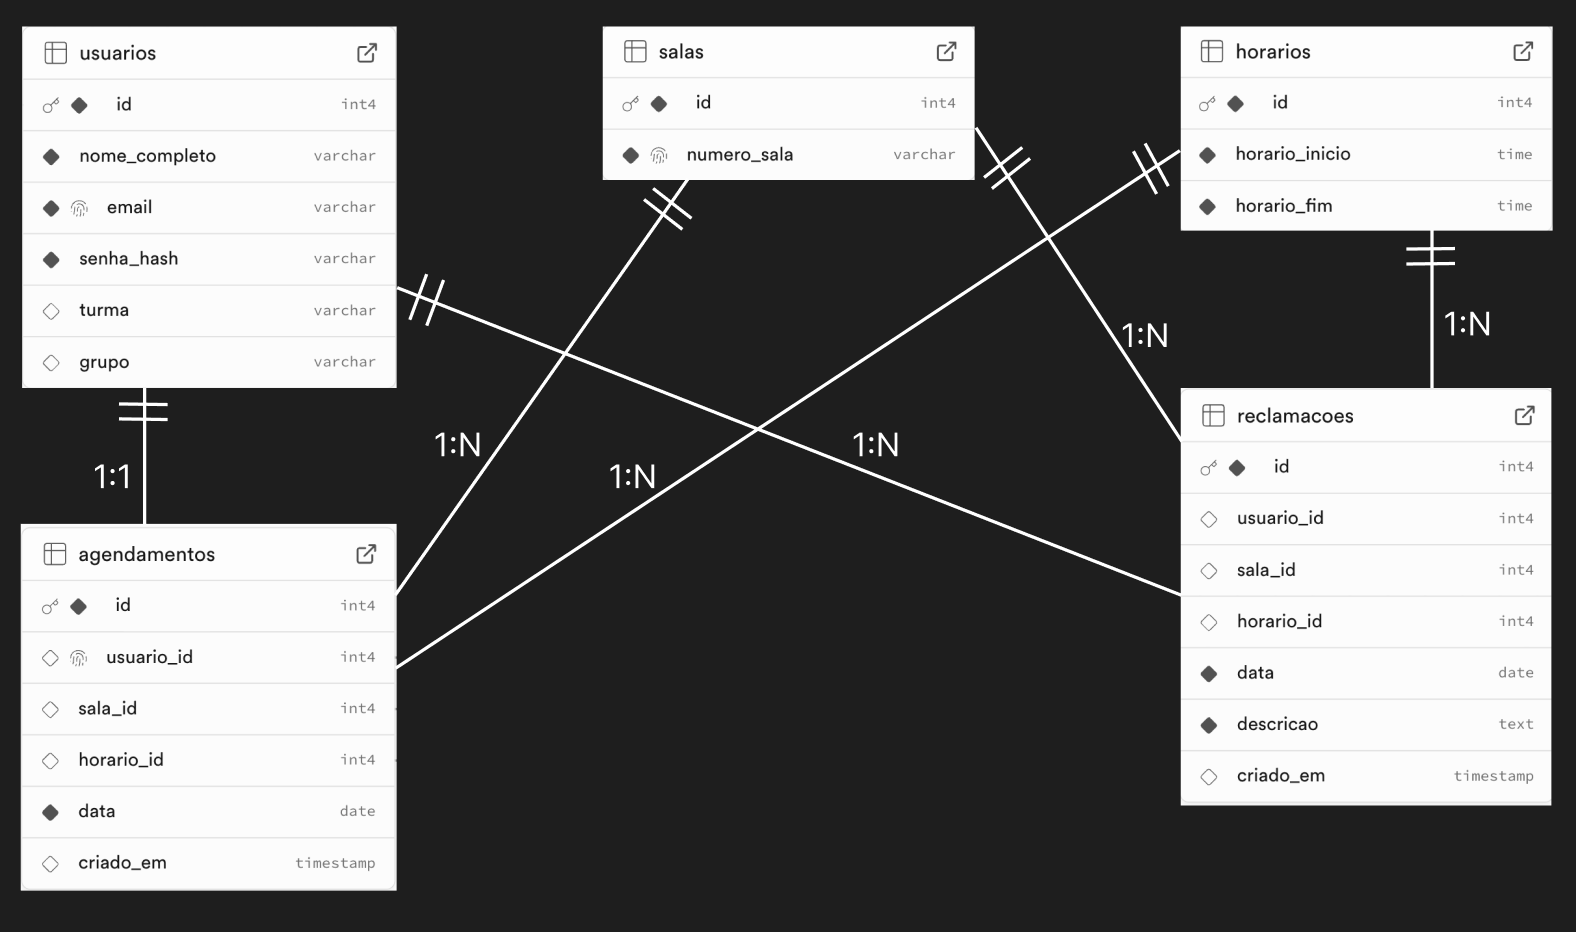 usuarios
id int4
nome_completo varchar
email varchar
senha_hash varchar
turma varchar
grupo varchar
salas
id int4
numero_sala varchar
horarios
id int4
horario_inicio time
horario_fim time
1:1
1:N
1:N
1:N
1:N
1:N
agendamentos
id int4
usuario_id int4
sala_id int4
horario_id int4
data date
criado_em timestamp
reclamacoes
id int4
usuario_id int4
sala_id int4
horario_id int4
data date
descricao text
criado_em timestamp